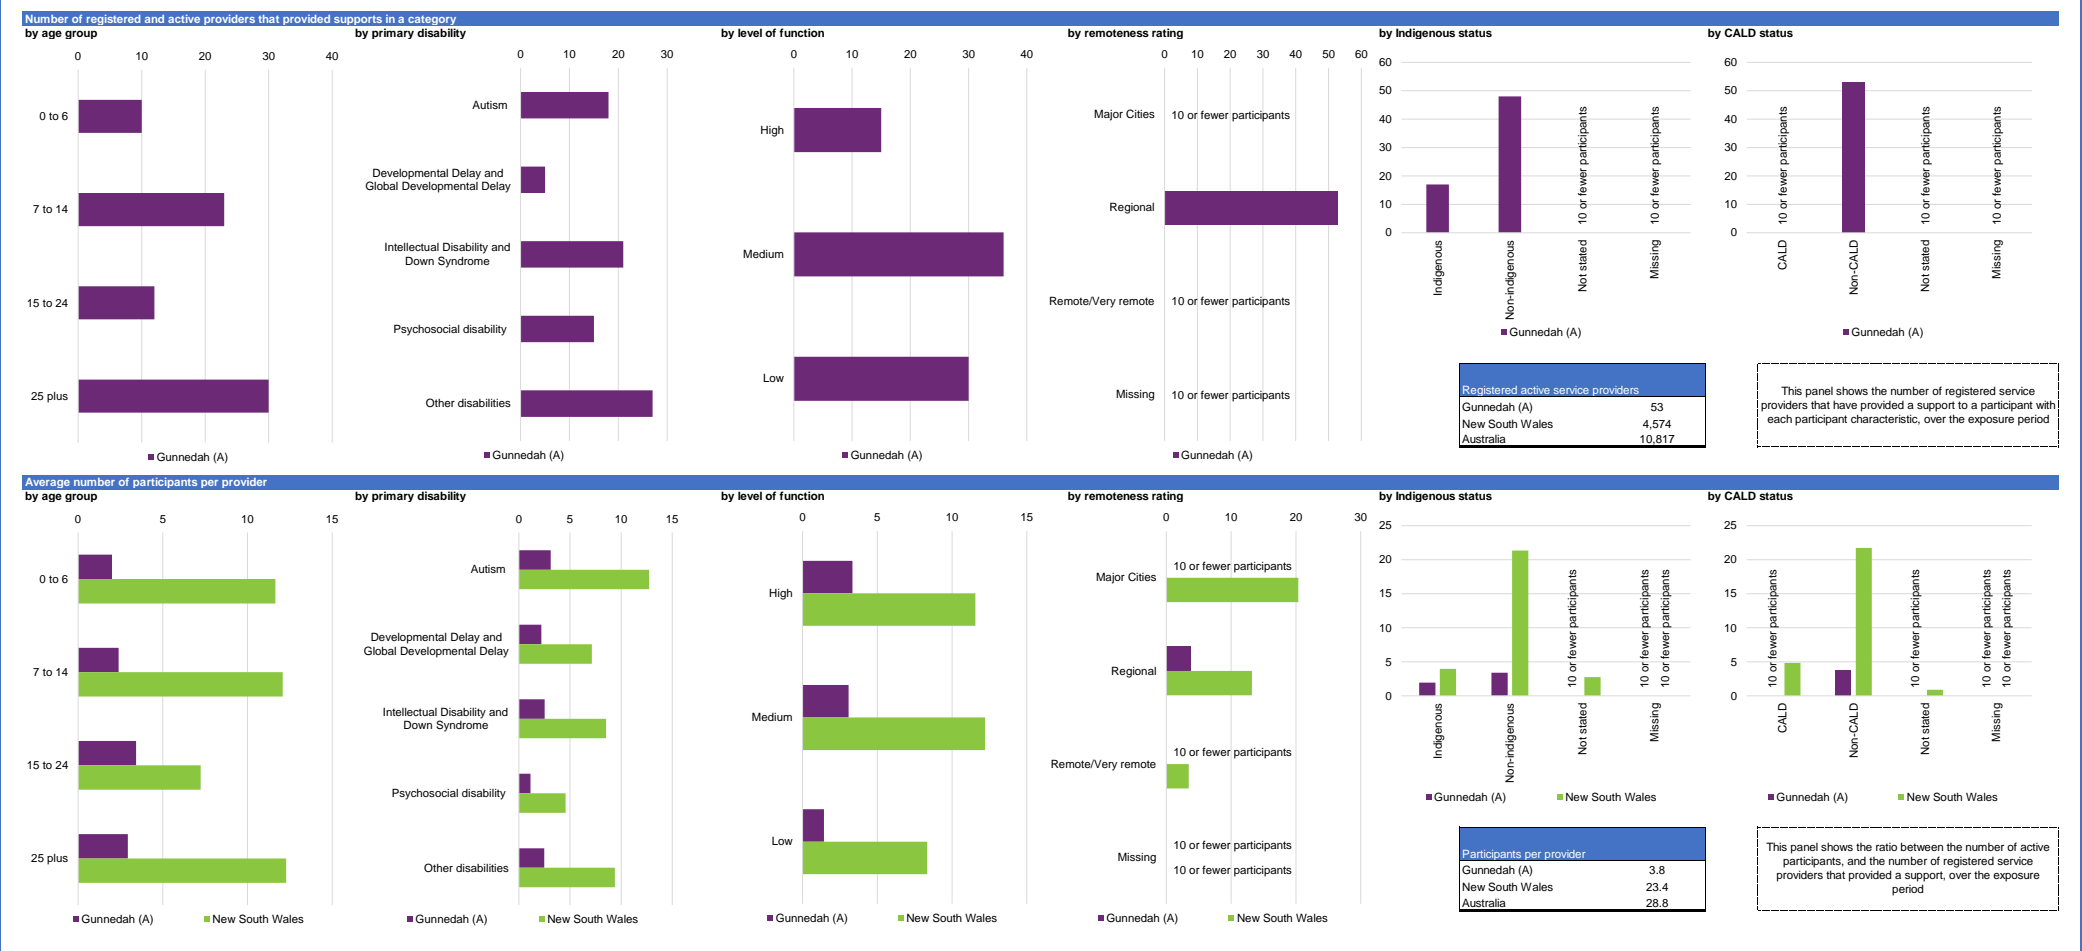 Number of registered and active providers that provided supports in a category
by age group
0 10 20 30 40
0 to 6
7 to 14
15 to 24
25 plus
Gunnedah (A)
by primary disability
0 10 20 30
Autism
Developmental Delay and
Global Developmental Delay
Intellectual Disability and
Down Syndrome
Psychosocial disability
Other disabilities
Gunnedah (A)
by level of function
0 10 20 30 40
High
Medium
Low
Gunnedah (A)
by remoteness rating
0 10 20 30 40 50 60
Major Cities 10 or fewer participants
Regional
Remote/Very remote 10 or fewer participants
Missing 10 or fewer participants
Gunnedah (A)
by Indigenous status
60
50
40
30
20
10
0
10 or fewer participants
10 or fewer participants
Indigenous
Non-indigenous
Not stated
Missing
Gunnedah (A)
by CALD status
60
50
40
30
20
10
0
10 or fewer participants
10 or fewer participants
10 or fewer participants
CALD
Non-CALD
Not stated
Missing
Gunnedah (A)
Registered active service providers
Gunnedah (A) 53
New South Wales 4,574
Australia 10,817
This panel shows the number of registered service
providers that have provided a support to a participant with
each participant characteristic, over the exposure period
Average number of participants per provider
by age group
0 5 10 15
0 to 6
7 to 14
15 to 24
25 plus
Gunnedah (A) New South Wales
by primary disability
0 5 10 15
Autism
Developmental Delay and
Global Developmental Delay
Intellectual Disability and
Down Syndrome
Psychosocial disability
Other disabilities
Gunnedah (A) New South Wales
by level of function
0 5 10 15
High
Medium
Low
Gunnedah (A) New South Wales
by remoteness rating
0 10 20 30
10 or fewer participants
Major Cities
Regional
10 or fewer participants
Remote/Very remote
10 or fewer participants
Missing
10 or fewer participants
Gunnedah (A) New South Wales
by Indigenous status
25
20
15
10
5
0
10 or fewer participants
10 or fewer participants
10 or fewer participants
Indigenous
Non-indigenous
Not stated
Missing
Gunnedah (A) New South Wales
by CALD status
25
20
15
10
5
0
10 or fewer participants
10 or fewer participants
10 or fewer participants
10 or fewer participants
CALD
Non-CALD
Not stated
Missing
Gunnedah (A) New South Wales
Participants per provider
Gunnedah (A) 3.8
New South Wales 23.4
Australia 28.8
This panel shows the ratio between the number of active
participants, and the number of registered service
providers that provided a support, over the exposure
period